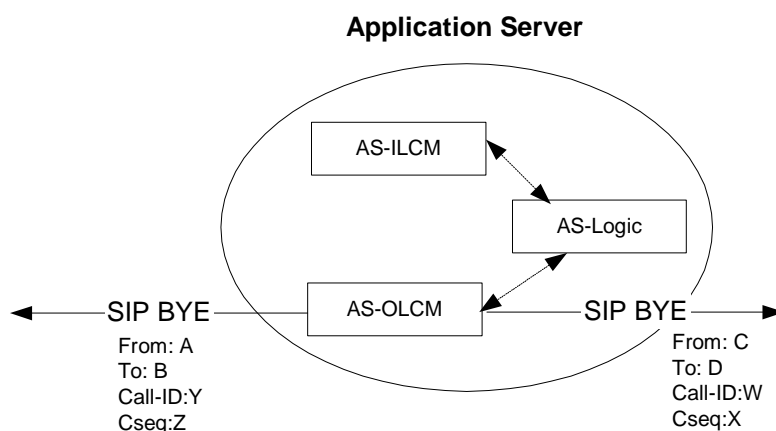 Application Server
AS-ILCM
AS-Logic
AS-OLCM
SIP BYE
From: A
To: B
Call-ID:Y
Cseq:Z
SIP BYE
From: C
To: D
Call-ID:W
Cseq:X